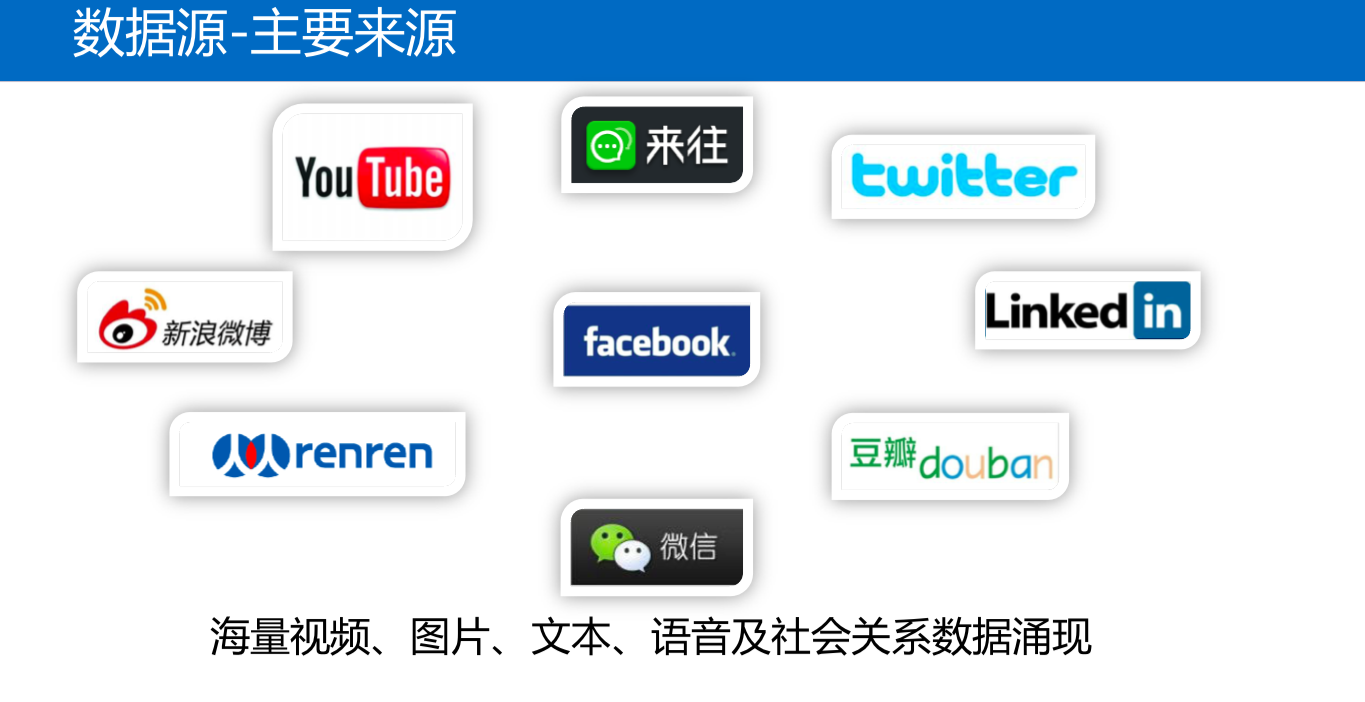 数据源-主要来源
YouTube
来往
twitter
新浪微博
facebook
Linked in
renren
豆瓣douban
微信
海量视频、图片、文本、语音及社会关系数据涌现